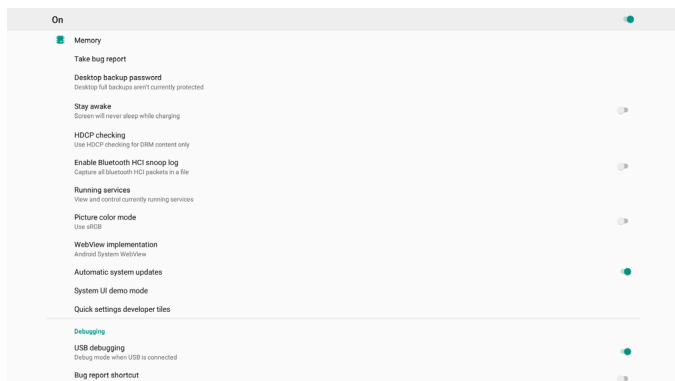 On
Memory
Take bug report
Desktop backup password
Desktop full backups aren't currently protected
Stay awake
Screen will never sleep while charging
HDCP checking
Use HDCP checking for DRM content only
Enable Bluetooth HCI snoop log
Capture all bluetooth HCI packets in a file
Running services
View and control currently running services
Picture color mode
Use sRGB
WebView implementation
Android System WebView
Automatic system updates
System UI demo mode
Quick settings developer tiles
Debugging
USB debugging
Debug mode when USB is connected
Bug report shortcut